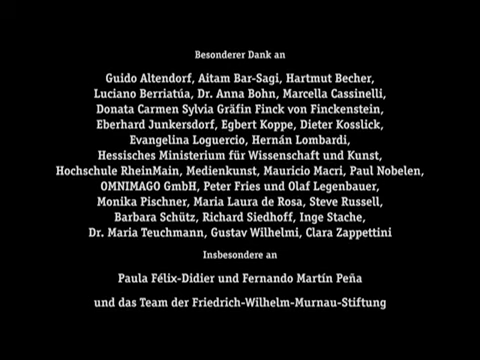 Besonderer Dank an
Guido Altendorf, Aitam Bar-Sagi, Hartmut Becher,
Luciano Berriatúa, Dr. Anna Bohn, Marcella Cassinelli,
Donata Carmen Sylvia Gräfin Finck von Finckenstein,
Eberhard Junkersdorf, Egbert Koppe, Dieter Kosslick,
Evangelina Loguercio, Hernán Lombardi,
Hessisches Ministerium für Wissenschaft und Kunst,
Hochschule RheinMain, Medienkunst, Mauricio Macri, Paul Nobelen,
OMNIMAGO GmbH, Peter Fries und Olaf Legenbauer,
Monika Pischner, Maria Laura de Rosa, Steve Russell,
Barbara Schütz, Richard Siedhoff, Inge Stache,
Dr. Maria Teuchmann, Gustav Wilhelmi, Clara Zappettini
Insbesondere an
Paula Félix-Didier und Fernando Martín Peña
und das Team der Friedrich-Wilhelm-Murnau-Stiftung